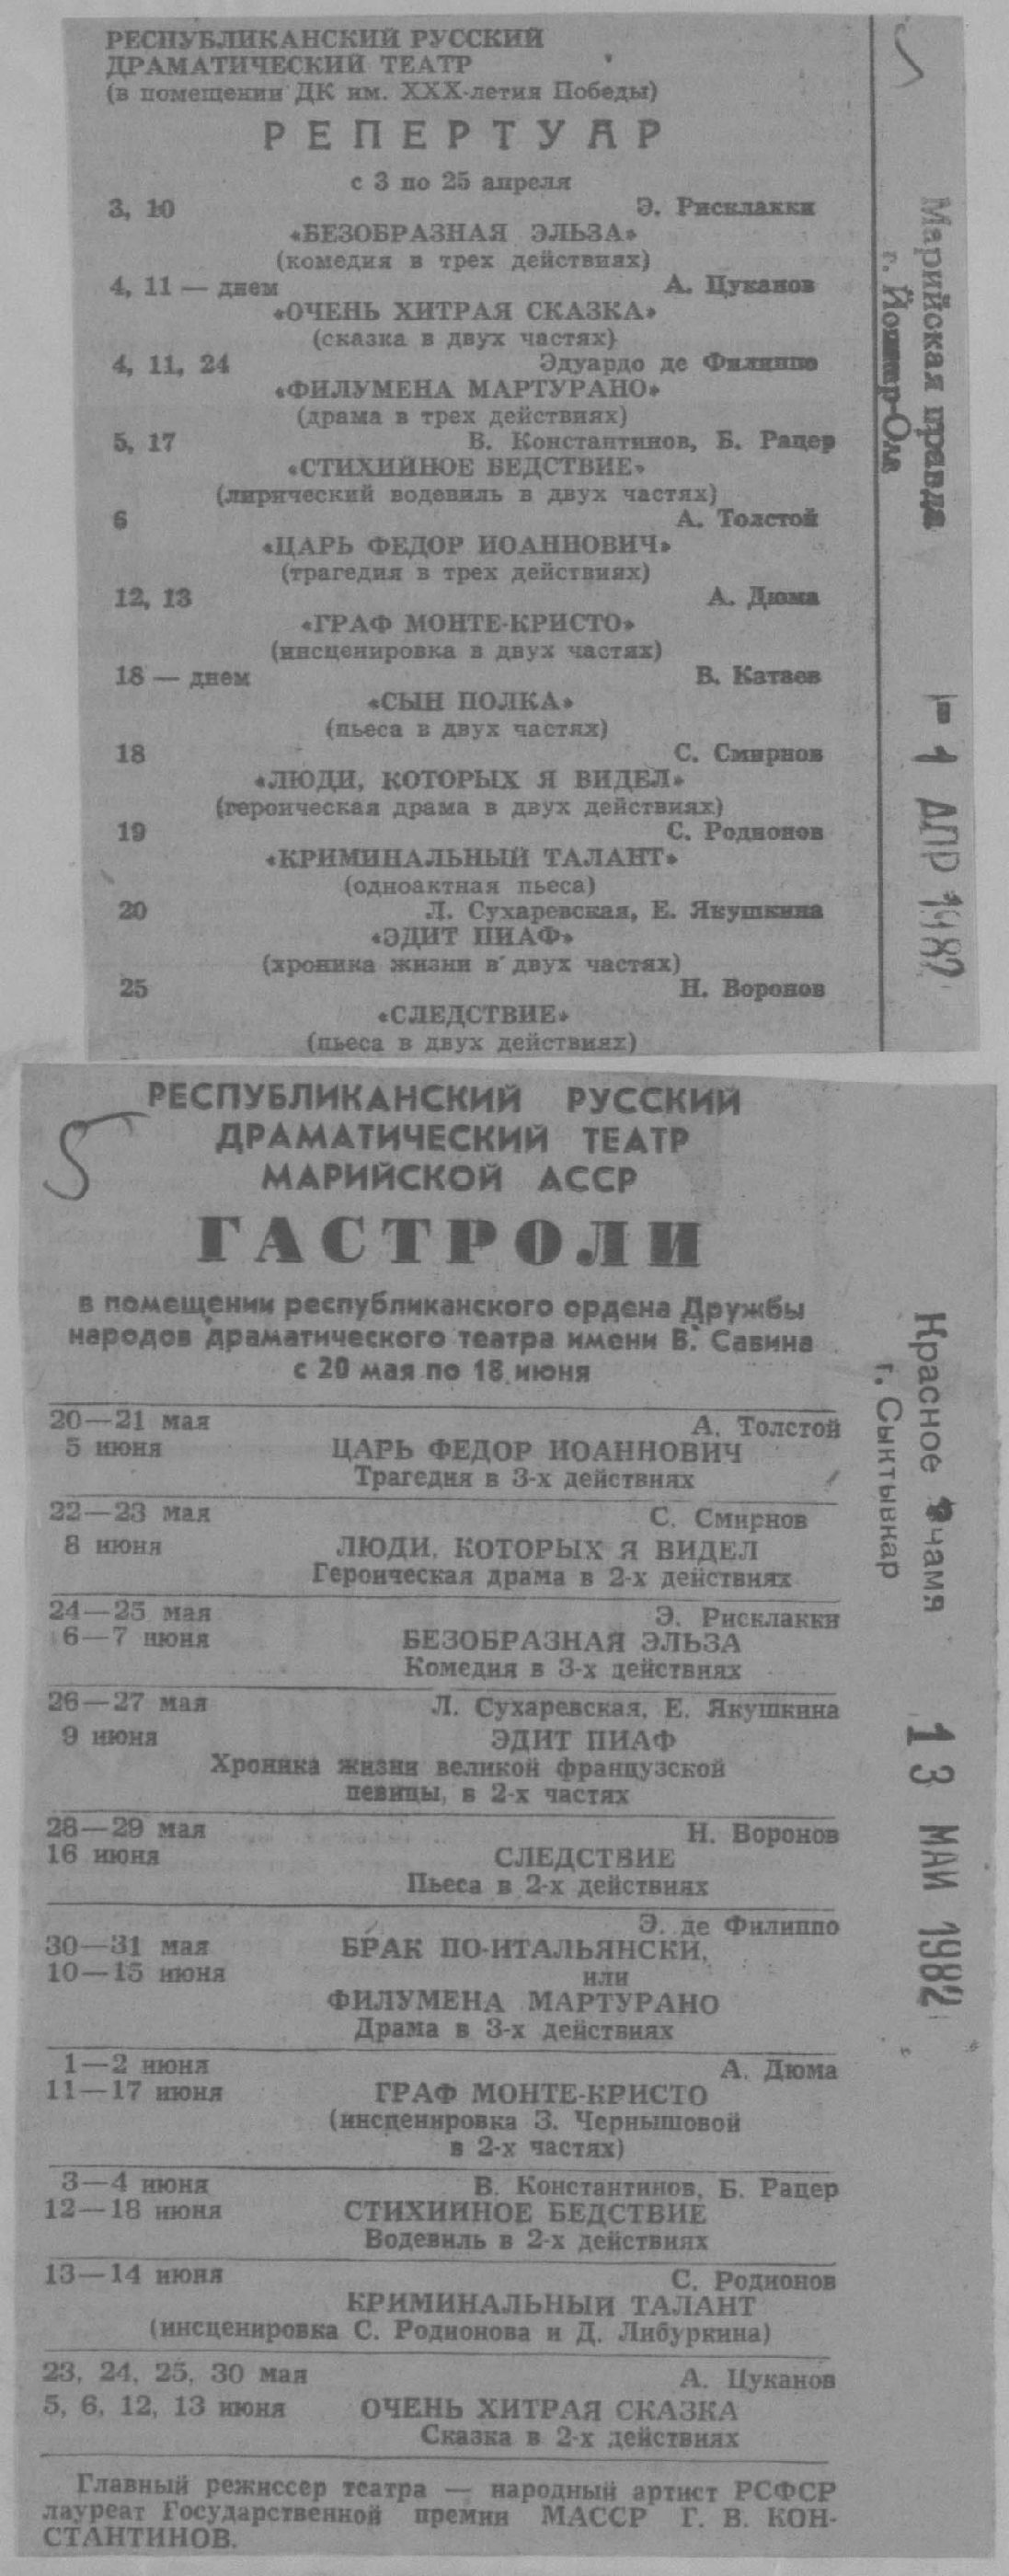 РЕСПУБЛИКАНСКИЙ РУССКИЙ
ДРАМАТИЧЕСКИЙ ТЕАТР
(в помещении ДК им. XXX-летия Победы)
РЕПЕРТУАР
с 3 по 25 апреля
3, 10 Э. Рисклакки
«БЕЗОБРАЗНАЯ ЭЛЬЗА»
(комедия в трех действиях)
4, 11 — днем А. Цуканов
«ОЧЕНЬ ХИТРАЯ СКАЗКА»
(сказка в двух частях)
4, 11, 24 Эдуардо де Филиппо
«ФИЛУМЕНА МАРТУРАНО»
(драма в трех действиях)
5, 17 В. Константинов, Б. Рацер
«СТИХИЙНОЕ БЕДСТВИЕ»
(лирический водевиль в двух частях)
6 А. Толстой
«ЦАРЬ ФЕДОР ИОАННОВИЧ»
(трагедия в трех действиях)
12, 13 А. Дюма
«ГРАФ МОНТЕ-КРИСТО»
(инсценировка в двух частях)
18 — днем В. Катаев
«СЫН ПОЛКА»
(пьеса в двух частях)
18 С. Смирнов
«ЛЮДИ, КОТОРЫХ Я ВИДЕЛ»
(героическая драма в двух действиях)
19 С. Родионов
«КРИМИНАЛЬНЫЙ ТАЛАНТ»
(одноактная пьеса)
20 Л. Сухаревская, Е. Якушкина
«ЭДИТ ПИАФ»
(хроника жизни в двух частях)
25 Н. Воронов
«СЛЕДСТВИЕ»
(пьеса в двух действиях)
Марийская правда
г. Йошкар-Ола
- 1 АПР 1982
5
РЕСПУБЛИКАНСКИЙ РУССКИЙ
ДРАМАТИЧЕСКИЙ ТЕАТР
МАРИЙСКОЙ АССР
ГАСТРОЛИ
в помещении республиканского ордена Дружбы
народов драматического театра имени В. Савина
с 20 мая по 18 июня
20—21 мая А. Толстой
5 июня ЦАРЬ ФЕДОР ИОАННОВИЧ
Трагедия в 3-х действиях
22—23 мая С. Смирнов
8 июня ЛЮДИ, КОТОРЫХ Я ВИДЕЛ
Героическая драма в 2-х действиях
24—25 мая Э. Рисклакки
6—7 июня БЕЗОБРАЗНАЯ ЭЛЬЗА
Комедия в 3-х действиях
26—27 мая Л. Сухаревская, Е. Якушкина
9 июня ЭДИТ ПИАФ
Хроника жизни великой французской
певицы, в 2-х частях
28—29 мая Н. Воронов
16 июня СЛЕДСТВИЕ
Пьеса в 2-х действиях
Э. де Филиппо
30—31 мая БРАК ПО-ИТАЛЬЯНСКИ,
10—15 июня или
ФИЛУМЕНА МАРТУРАНО
Драма в 3-х действиях
1—2 июня А. Дюма
11—17 июня ГРАФ МОНТЕ-КРИСТО
(инсценировка З. Чернышовой
в 2-х частях)
3—4 июня В. Константинов, Б. Рацер
12—18 июня СТИХИЙНОЕ БЕДСТВИЕ
Водевиль в 2-х действиях
13—14 июня С. Родионов
КРИМИНАЛЬНЫЙ ТАЛАНТ
(инсценировка С. Родионова и Д. Либуркина)
23, 24, 25, 30 мая А. Цуканов
5, 6, 12, 13 июня ОЧЕНЬ ХИТРАЯ СКАЗКА
Сказка в 2-х действиях
Главный режиссер театра — народный артист РСФСР
лауреат Государственной премии МАССР Г. В. КОН-
СТАНТИНОВ.
Красное
г. Сыктывкар
13 МАИ 1982